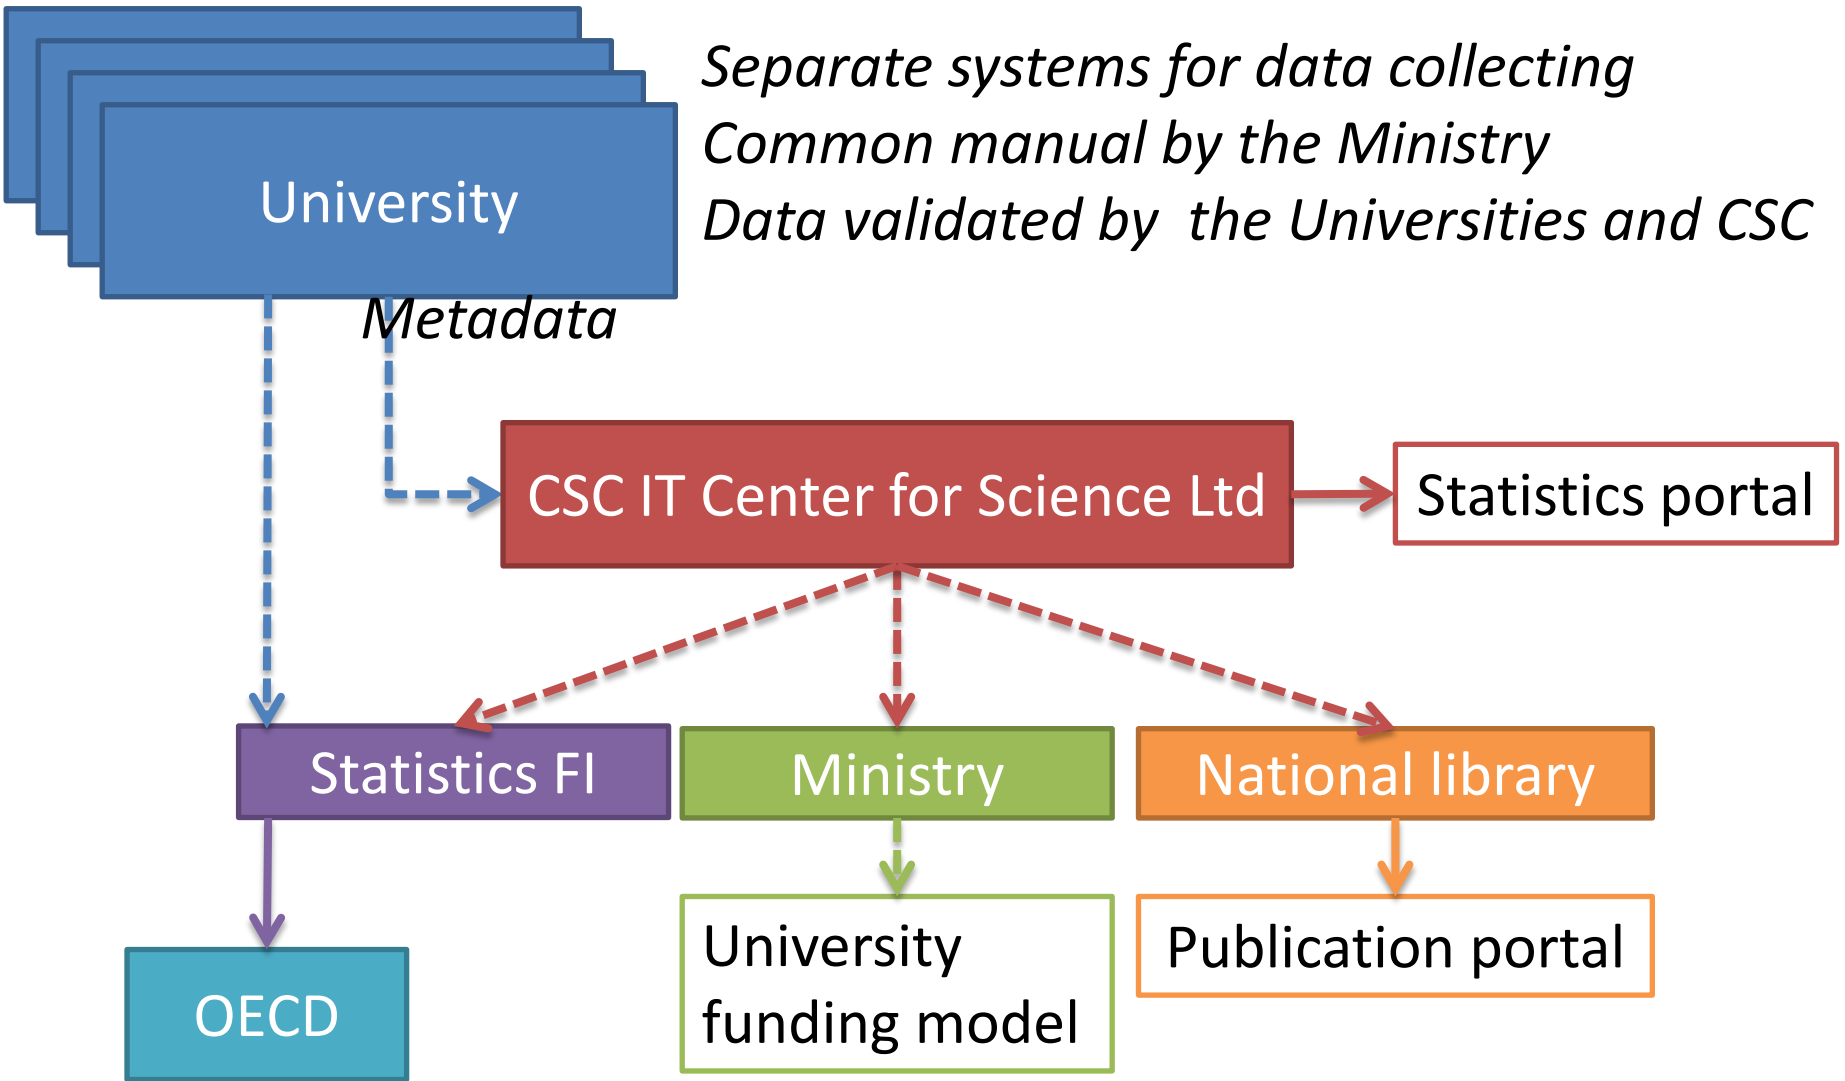 Separate systems for data collecting
Common manual by the Ministry
Data validated by  the Universities and CSC
University
Metadata
CSC IT Center for Science Ltd
Statistics portal
Statistics FI
Ministry
National library
University
funding model
Publication portal
OECD